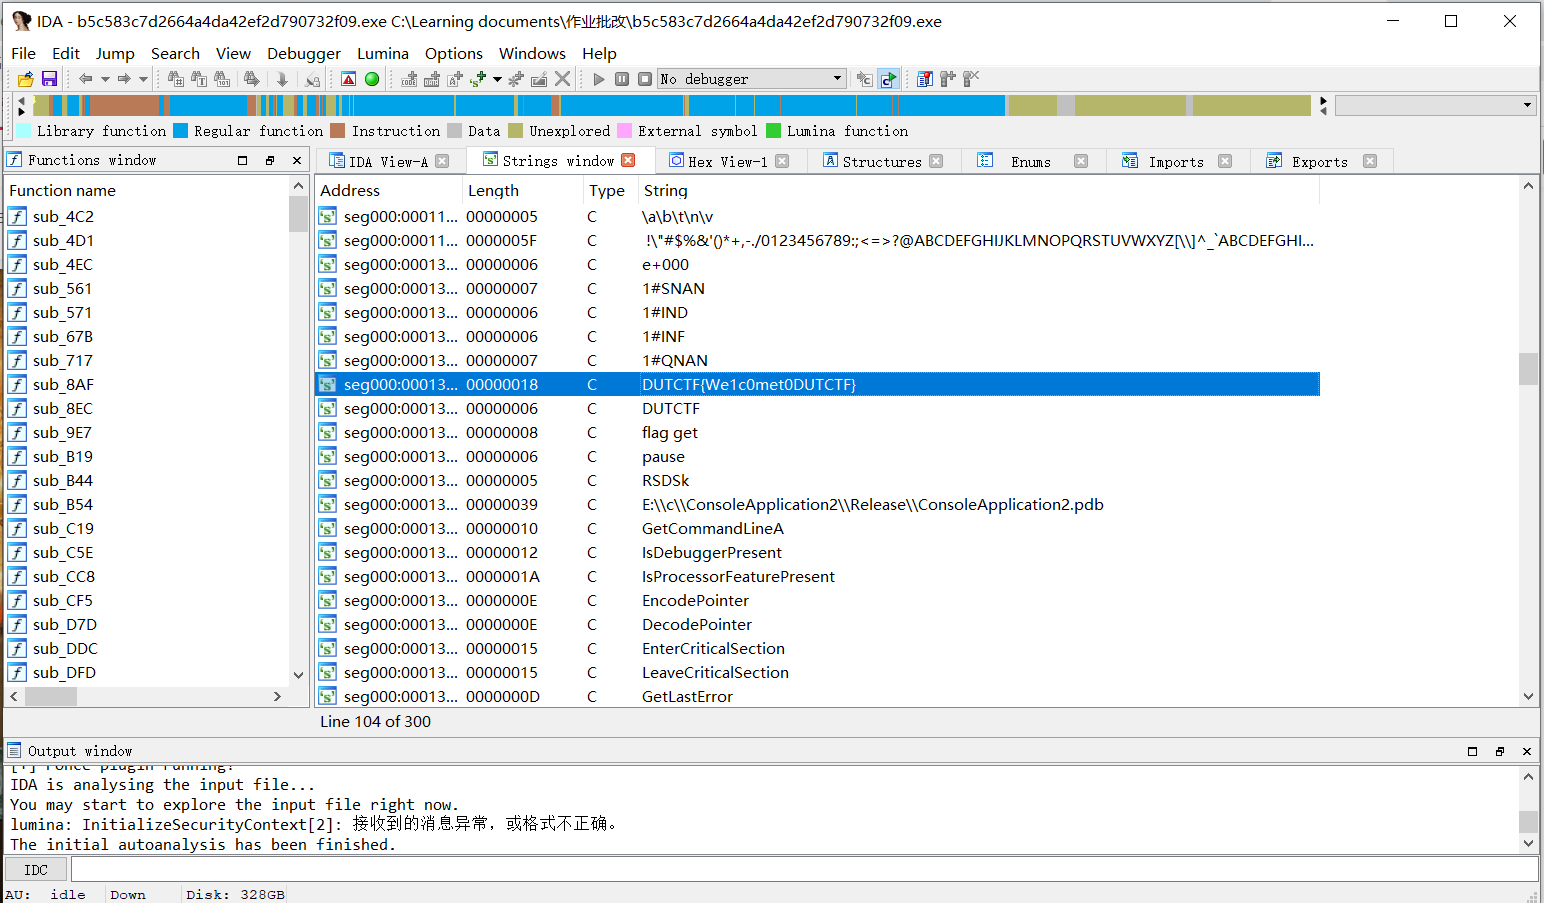 IDA - b5c583c7d2664a4da42ef2d790732f09.exe C:\Learning documents\作业批改\b5c583c7d2664a4da42ef2d790732f09.exe
File Edit Jump Search View Debugger Lumina Options Windows Help
No debugger
Library function Regular function Instruction Data Unexplored External symbol Lumina function
Functions window IDA View-A Strings window Hex View-1 Structures Enums Imports Exports
Function name Address Length Type String
sub_4C2 seg000:00011... 00000005 C \a\b\t\n\v
sub_4D1 seg000:00011... 0000005F C !\"#$%&'()*+,-./0123456789:;<=>?@ABCDEFGHIJKLMNOPQRSTUVWXYZ[\\]^_`ABCDEFGHI...
sub_4EC seg000:00013... 00000006 C e+000
sub_561 seg000:00013... 00000007 C 1#SNAN
sub_571 seg000:00013... 00000006 C 1#IND
sub_67B seg000:00013... 00000006 C 1#INF
sub_717 seg000:00013... 00000007 C 1#QNAN
sub_8AF seg000:00013... 00000018 C DUTCTF{We1c0met0DUTCTF}
sub_8EC seg000:00013... 00000006 C DUTCTF
sub_9E7 seg000:00013... 00000008 C flag get
sub_B19 seg000:00013... 00000006 C pause
sub_B44 seg000:00013... 00000005 C RSDSk
sub_B54 seg000:00013... 00000039 C E:\\c\\ConsoleApplication2\\Release\\ConsoleApplication2.pdb
sub_C19 seg000:00013... 00000010 C GetCommandLineA
sub_C5E seg000:00013... 00000012 C IsDebuggerPresent
sub_CC8 seg000:00013... 0000001A C IsProcessorFeaturePresent
sub_CF5 seg000:00013... 0000000E C EncodePointer
sub_D7D seg000:00013... 0000000E C DecodePointer
sub_DDC seg000:00013... 00000015 C EnterCriticalSection
sub_DFD seg000:00013... 00000015 C LeaveCriticalSection
seg000:00013... 0000000D C GetLastError
Line 104 of 300
Output window
IDA is analysing the input file...
You may start to explore the input file right now.
lumina: InitializeSecurityContext[2]: 接收到的消息异常，或格式不正确。
The initial autoanalysis has been finished.
IDC
AU: idle Down Disk: 328GB